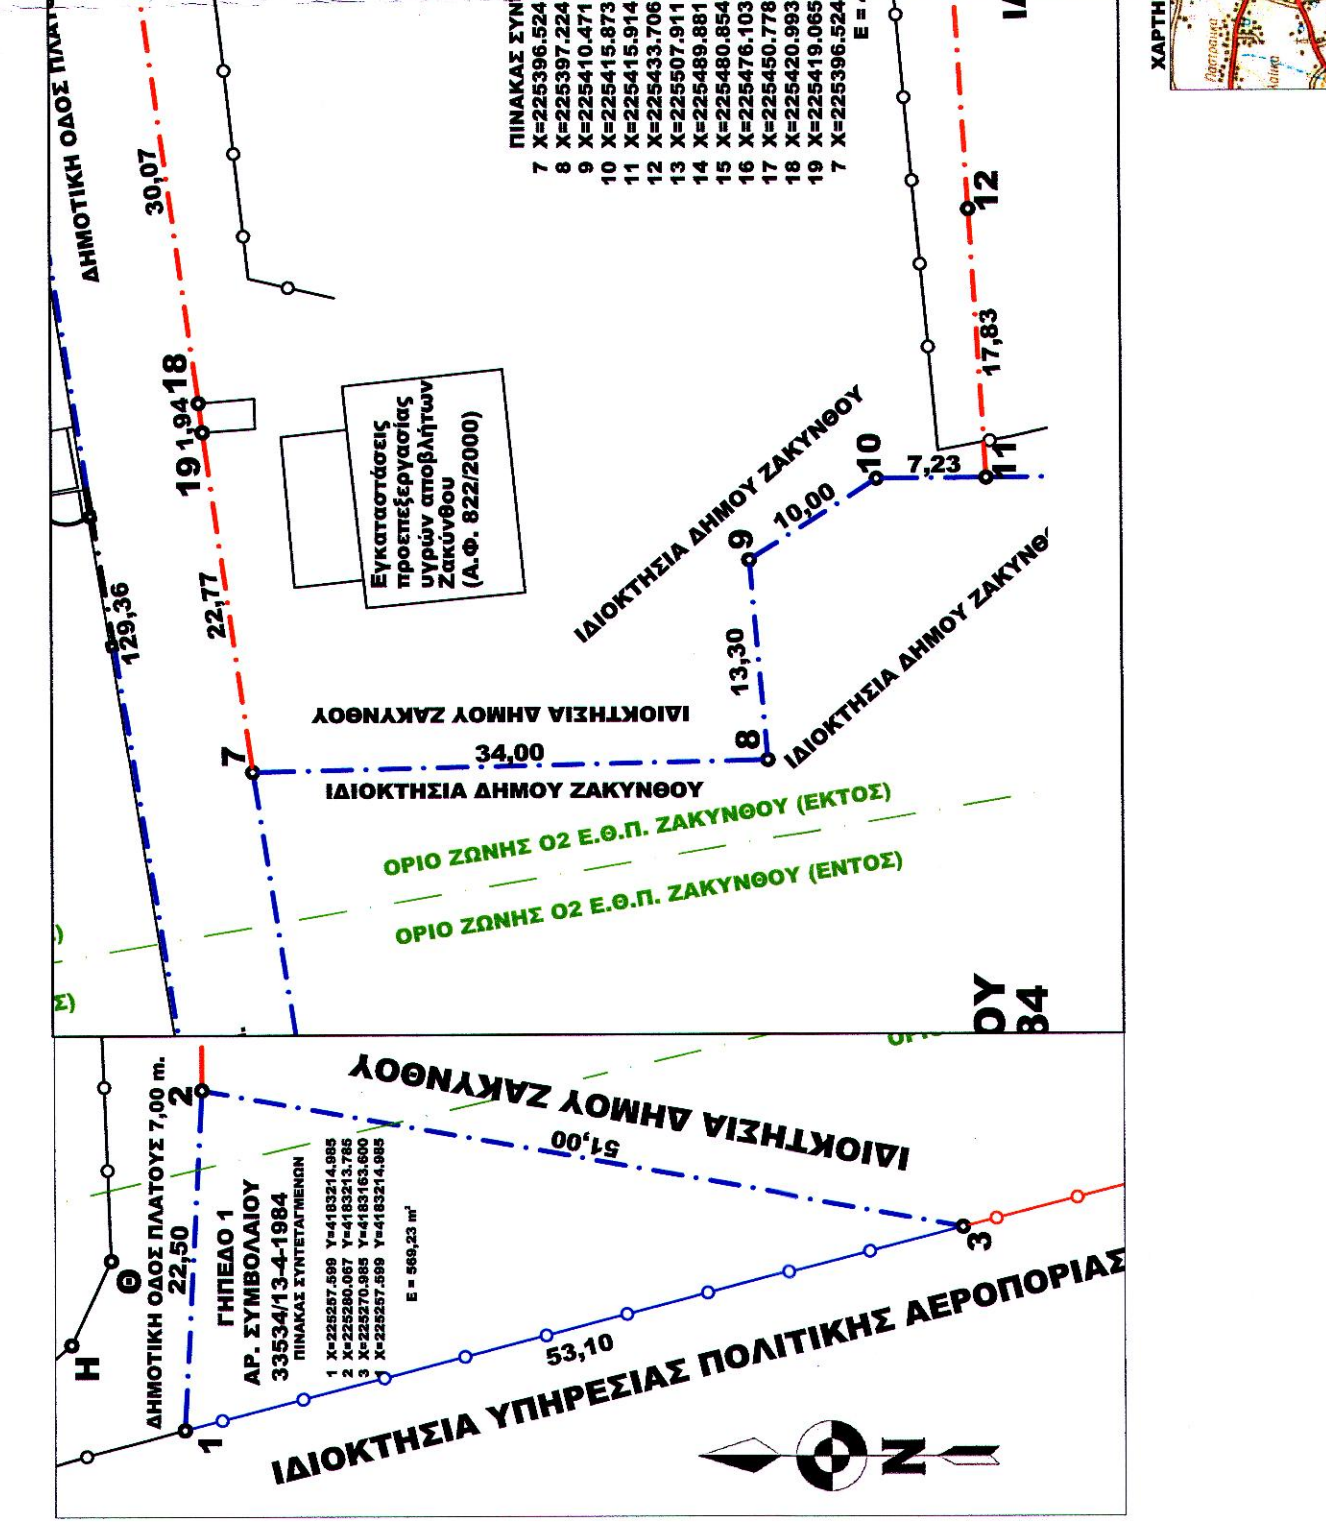 ΔΗΜΟΤΙΚΗ ΟΔΟΣ
30,07
ΠΙΝΑΚΑΣ
7 X=225396.524
8 X=225397.224
9 X=225410.471
10 X=225415.873
11 X=225415.914
12 X=225433.706
13 X=225507.911
14 X=225489.881
15 X=225480.854
16 X=225476.103
17 X=225450.778
18 X=225420.993
19 X=225419.065
7 X=225396.524
E =
12
17,83
18
1,94
19
Εγκαταστάσεις
προεπεξεργασίας
υγρών αποβλήτων
Ζακύνθου
(Α.Φ. 822/2000)
ΙΔΙΟΚΤΗΣΙΑ ΔΗΜΟΥ ΖΑΚΥΝΘΟΥ
10
7,23
11
10,00
9
22,77
129,36
13,30
ΙΔΙΟΚΤΗΣΙΑ ΔΗΜΟΥ ΖΑΚΥΝΘ
ΙΔΙΟΚΤΗΣΙΑ ΔΗΜΟΥ ΖΑΚΥΝΘΟΥ
7
34,00
8
ΙΔΙΟΚΤΗΣΙΑ ΔΗΜΟΥ ΖΑΚΥΝΘΟΥ
ΟΡΙΟ ΖΩΝΗΣ Ο2 Ε.Θ.Π. ΖΑΚΥΝΘΟΥ (ΕΚΤΟΣ)
ΟΡΙΟ ΖΩΝΗΣ Ο2 Ε.Θ.Π. ΖΑΚΥΝΘΟΥ (ΕΝΤΟΣ)
Σ)
ΟΥ
84
ΙΔΙΟΚΤΗΣΙΑ ΔΗΜΟΥ ΖΑΚΥΝΘΟΥ
2
51,00
ΔΗΜΟΤΙΚΗ ΟΔΟΣ ΠΛΑΤΟΥΣ 7,00 m.
22,50
ΓΗΠΕΔΟ 1
ΑΡ. ΣΥΜΒΟΛΑΙΟΥ
33534/13-4-1984
ΠΙΝΑΚΑΣ ΣΥΝΤΕΤΑΓΜΕΝΩΝ
1 X=225257.599 Y=4183214.985
2 X=225280.067 Y=4183213.785
3 X=225270.985 Y=4183163.600
1 X=225257.599 Y=4183214.985
E = 569,23 m²
Θ
Η
3
53,10
1
ΙΔΙΟΚΤΗΣΙΑ ΥΠΗΡΕΣΙΑΣ ΠΟΛΙΤΙΚΗΣ ΑΕΡΟΠΟΡΙΑΣ
N